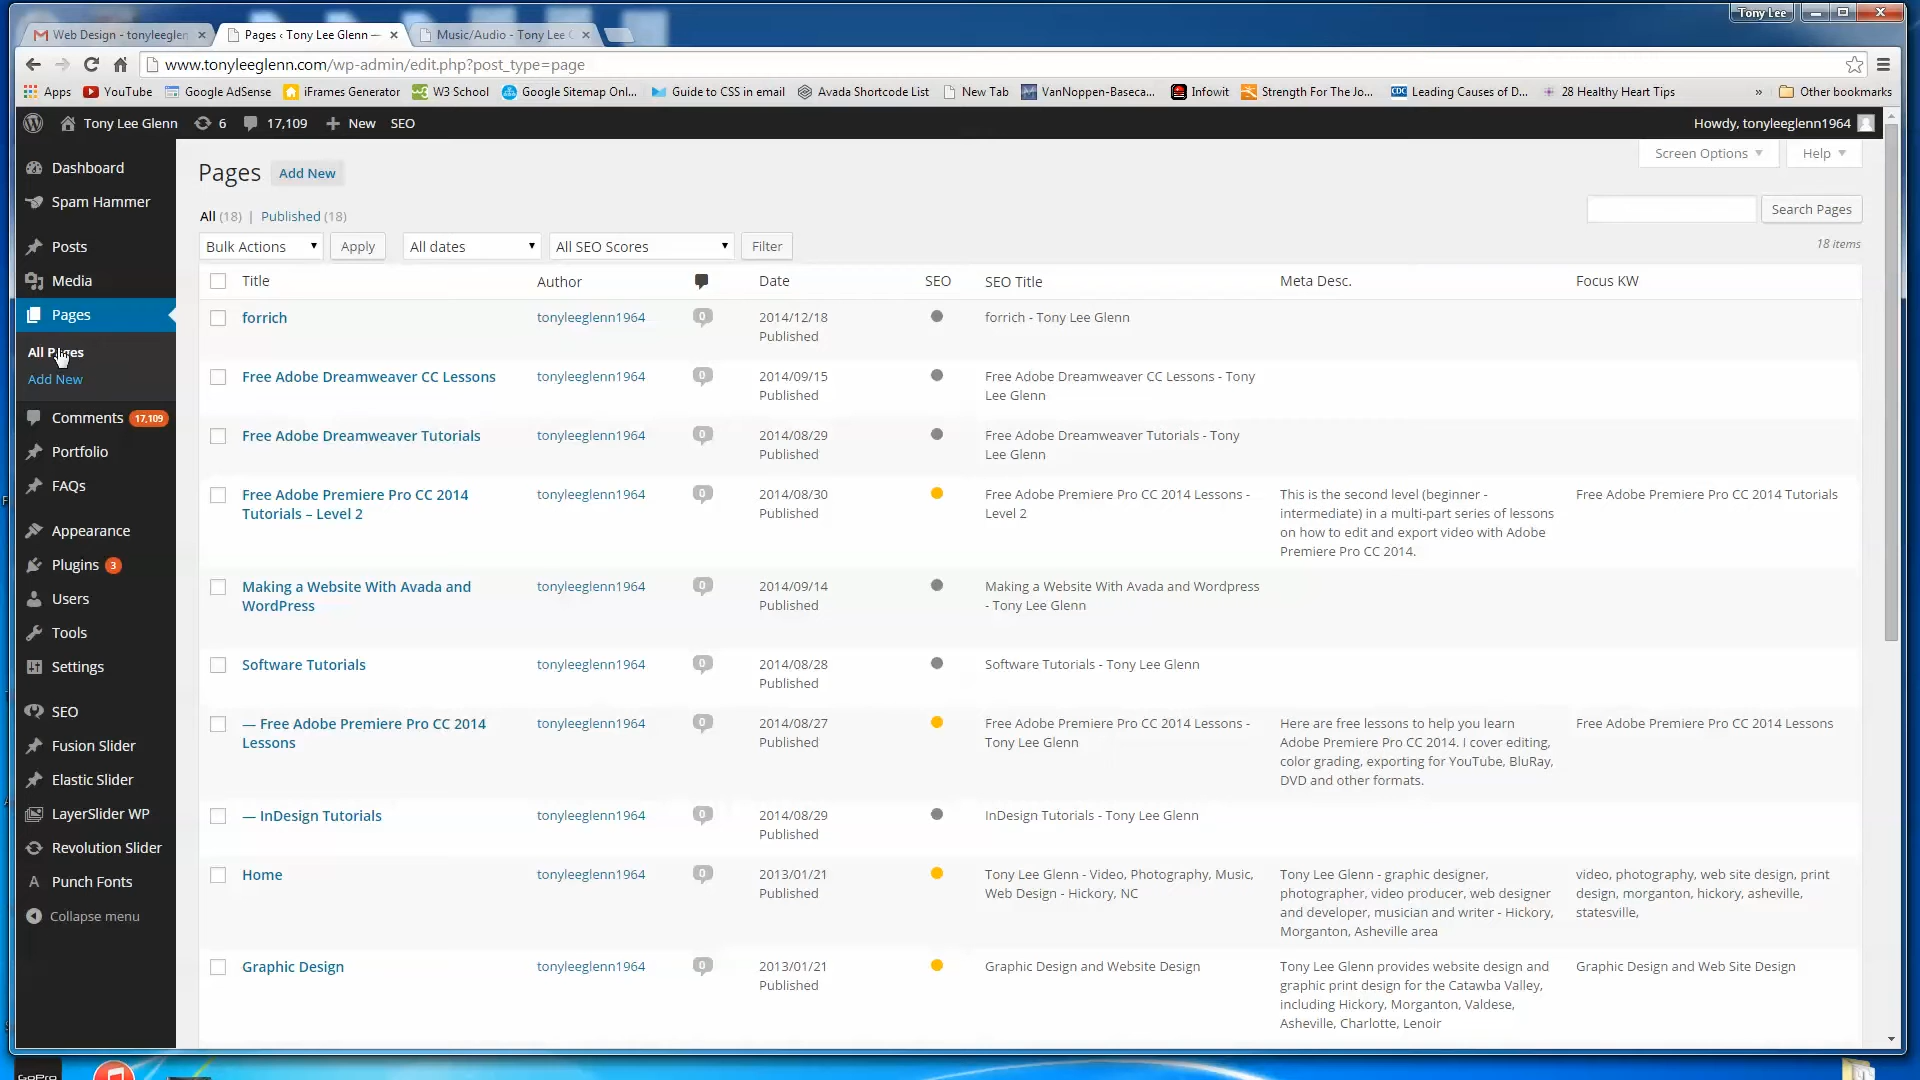 Tony Lee
Web Design - tonyleeglen
Pages ‹ Tony Lee Glenn —
Music/Audio - Tony Lee G
www.tonyleeglenn.com/wp-admin/edit.php?post_type=page
Apps YouTube Google AdSense iFrames Generator W3 School Google Sitemap Onl... Guide to CSS in email Avada Shortcode List New Tab VanNoppen-Baseca... Infowit Strength For The Jo... CDC Leading Causes of D... 28 Healthy Heart Tips » Other bookmarks
Tony Lee Glenn 6 17,109 + New SEO Howdy, tonyleeglenn1964
Dashboard
Spam Hammer
Posts
Media
Pages
All Pages
Add New
Comments 17,109
Portfolio
FAQs
Appearance
Plugins 3
Users
Tools
Settings
SEO
Fusion Slider
Elastic Slider
LayerSlider WP
Revolution Slider
Punch Fonts
Collapse menu
Screen Options Help
Pages Add New
All (18) | Published (18)
Search Pages
Bulk Actions Apply All dates All SEO Scores Filter
18 items
Title Author Date SEO SEO Title Meta Desc. Focus KW
forrich tonyleeglenn1964 0 2014/12/18 forrich - Tony Lee Glenn
Published
Free Adobe Dreamweaver CC Lessons tonyleeglenn1964 0 2014/09/15 Free Adobe Dreamweaver CC Lessons - Tony
Published Lee Glenn
Free Adobe Dreamweaver Tutorials tonyleeglenn1964 0 2014/08/29 Free Adobe Dreamweaver Tutorials - Tony
Published Lee Glenn
Free Adobe Premiere Pro CC 2014 tonyleeglenn1964 0 2014/08/30 Free Adobe Premiere Pro CC 2014 Lessons - This is the second level (beginner - Free Adobe Premiere Pro CC 2014 Tutorials
Tutorials – Level 2 Published Level 2 intermediate) in a multi-part series of lessons
on how to edit and export video with Adobe
Premiere Pro CC 2014.
Making a Website With Avada and tonyleeglenn1964 0 2014/09/14 Making a Website With Avada and Wordpress
WordPress Published - Tony Lee Glenn
Software Tutorials tonyleeglenn1964 0 2014/08/28 Software Tutorials - Tony Lee Glenn
Published
— Free Adobe Premiere Pro CC 2014 tonyleeglenn1964 0 2014/08/27 Free Adobe Premiere Pro CC 2014 Lessons - Here are free lessons to help you learn Free Adobe Premiere Pro CC 2014 Lessons
Lessons Published Tony Lee Glenn Adobe Premiere Pro CC 2014. I cover editing,
color grading, exporting for YouTube, BluRay,
DVD and other formats.
— InDesign Tutorials tonyleeglenn1964 0 2014/08/29 InDesign Tutorials - Tony Lee Glenn
Published
Home tonyleeglenn1964 0 2013/01/21 Tony Lee Glenn - Video, Photography, Music, Tony Lee Glenn - graphic designer, video, photography, web site design, print
Published Web Design - Hickory, NC photographer, video producer, web designer design, morganton, hickory, asheville,
and developer, musician and writer - Hickory, statesville,
Morganton, Asheville area
Graphic Design tonyleeglenn1964 0 2013/01/21 Graphic Design and Website Design Tony Lee Glenn provides website design and Graphic Design and Web Site Design
Published graphic print design for the Catawba Valley,
including Hickory, Morganton, Valdese,
Asheville, Charlotte, Lenoir
GoPro